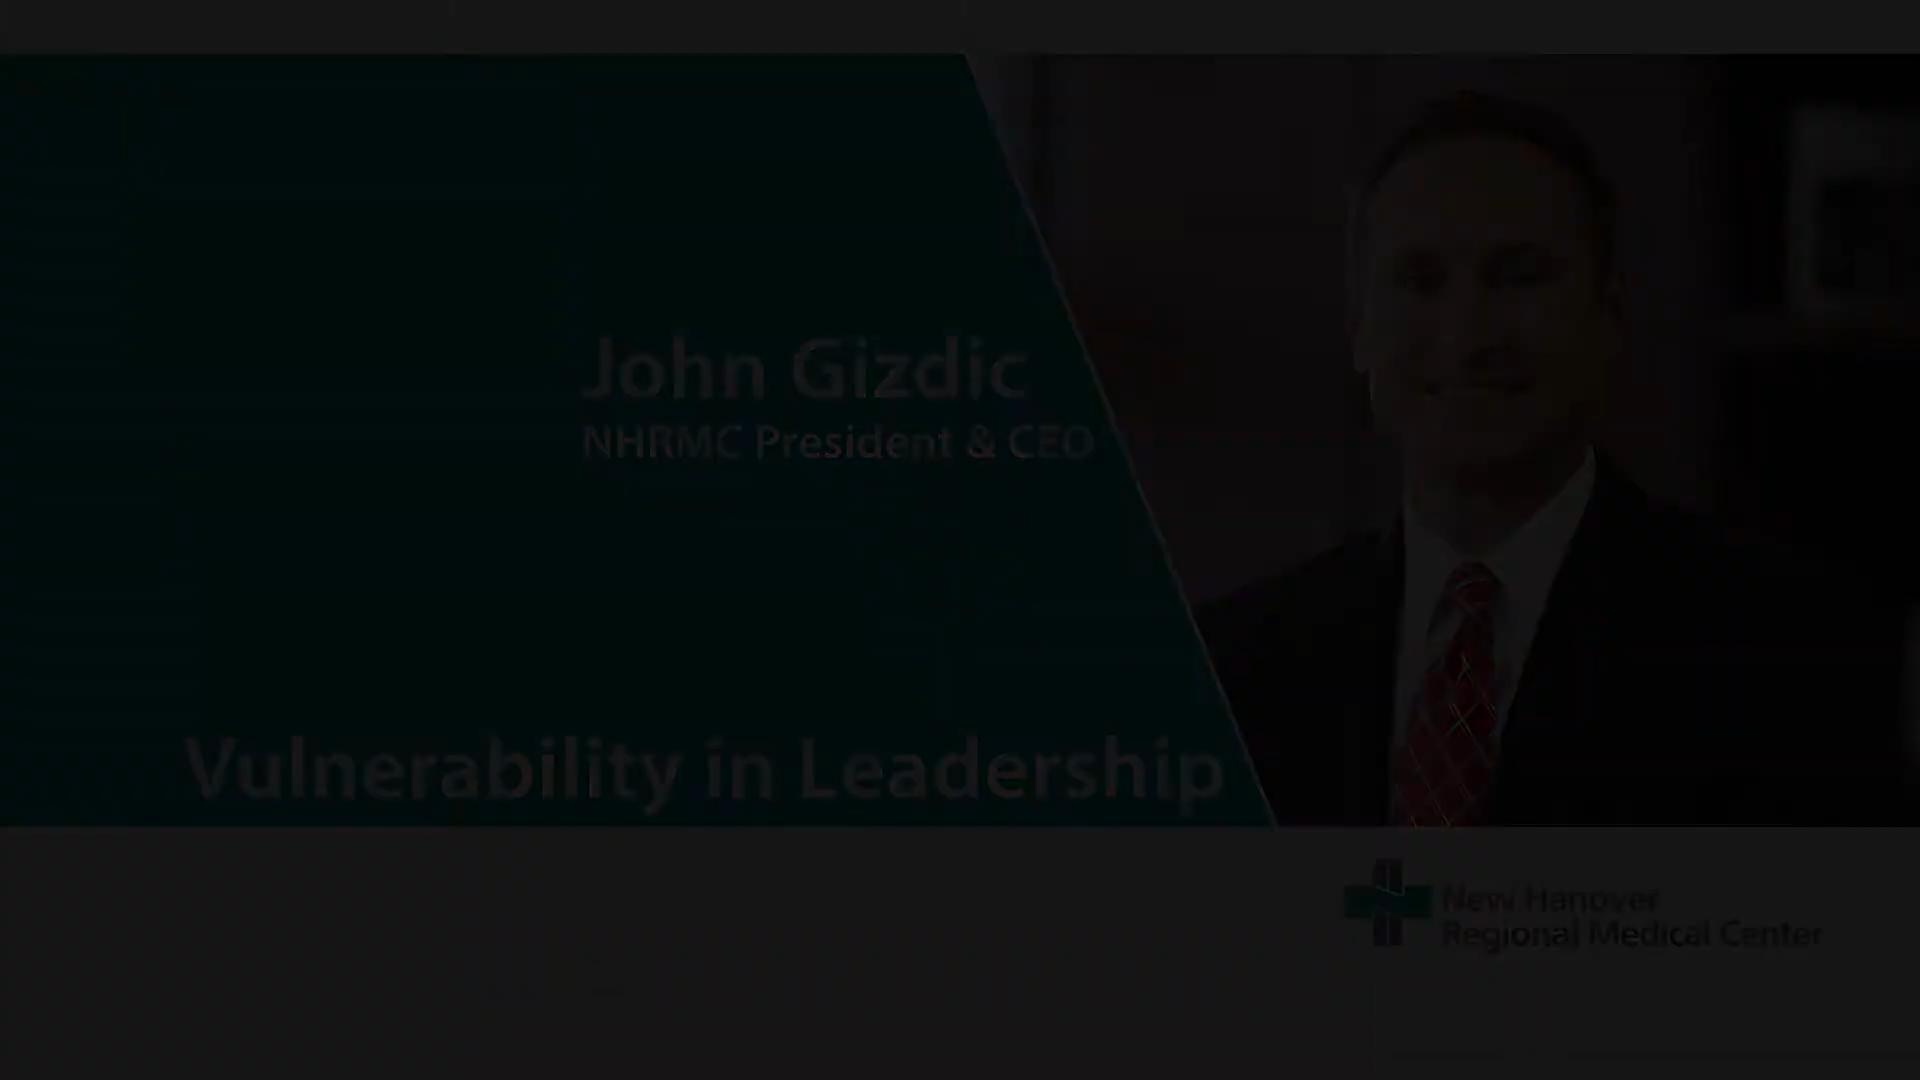 John Gizdic
NHRMC President & CEO
Vulnerability in Leadership
New Hanover
Regional Medical Center